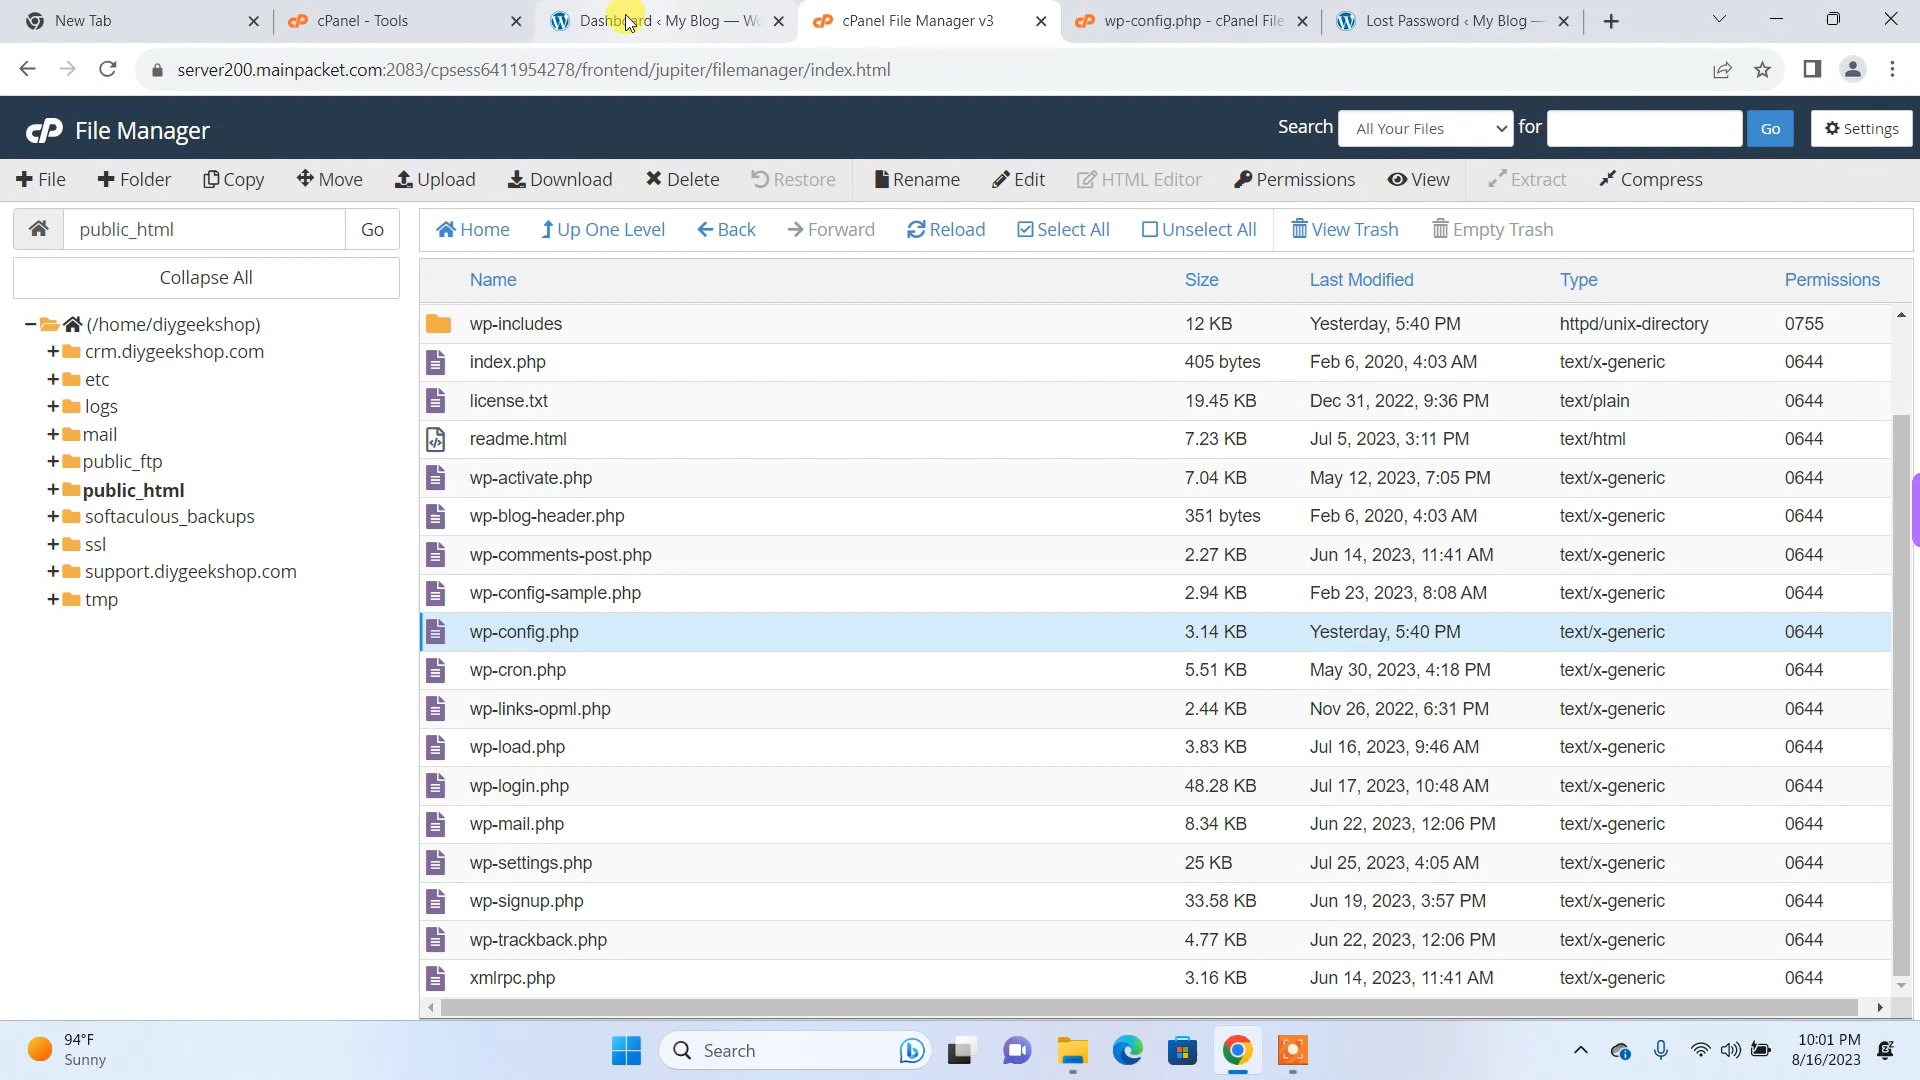 New Tab
cPanel - Tools
Dashboard ‹ My Blog — Wo
cPanel File Manager v3
wp-config.php - cPanel File
Lost Password ‹ My Blog —
server200.mainpacket.com:2083/cpsess6411954278/frontend/jupiter/filemanager/index.html
cP File Manager
Search All Your Files for Go Settings
File Folder Copy Move Upload Download Delete Restore Rename Edit HTML Editor Permissions View Extract Compress
public_html Go
Home Up One Level Back Forward Reload Select All Unselect All View Trash Empty Trash
Collapse All
(/home/diygeekshop)
crm.diygeekshop.com
etc
logs
mail
public_ftp
public_html
softaculous_backups
ssl
support.diygeekshop.com
tmp
Name Size Last Modified Type Permissions
wp-includes 12 KB Yesterday, 5:40 PM httpd/unix-directory 0755
index.php 405 bytes Feb 6, 2020, 4:03 AM text/x-generic 0644
license.txt 19.45 KB Dec 31, 2022, 9:36 PM text/plain 0644
readme.html 7.23 KB Jul 5, 2023, 3:11 PM text/html 0644
wp-activate.php 7.04 KB May 12, 2023, 7:05 PM text/x-generic 0644
wp-blog-header.php 351 bytes Feb 6, 2020, 4:03 AM text/x-generic 0644
wp-comments-post.php 2.27 KB Jun 14, 2023, 11:41 AM text/x-generic 0644
wp-config-sample.php 2.94 KB Feb 23, 2023, 8:08 AM text/x-generic 0644
wp-config.php 3.14 KB Yesterday, 5:40 PM text/x-generic 0644
wp-cron.php 5.51 KB May 30, 2023, 4:18 PM text/x-generic 0644
wp-links-opml.php 2.44 KB Nov 26, 2022, 6:31 PM text/x-generic 0644
wp-load.php 3.83 KB Jul 16, 2023, 9:46 AM text/x-generic 0644
wp-login.php 48.28 KB Jul 17, 2023, 10:48 AM text/x-generic 0644
wp-mail.php 8.34 KB Jun 22, 2023, 12:06 PM text/x-generic 0644
wp-settings.php 25 KB Jul 25, 2023, 4:05 AM text/x-generic 0644
wp-signup.php 33.58 KB Jun 19, 2023, 3:57 PM text/x-generic 0644
wp-trackback.php 4.77 KB Jun 22, 2023, 12:06 PM text/x-generic 0644
xmlrpc.php 3.16 KB Jun 14, 2023, 11:41 AM text/x-generic 0644
94°F
Sunny
Search
10:01 PM
8/16/2023